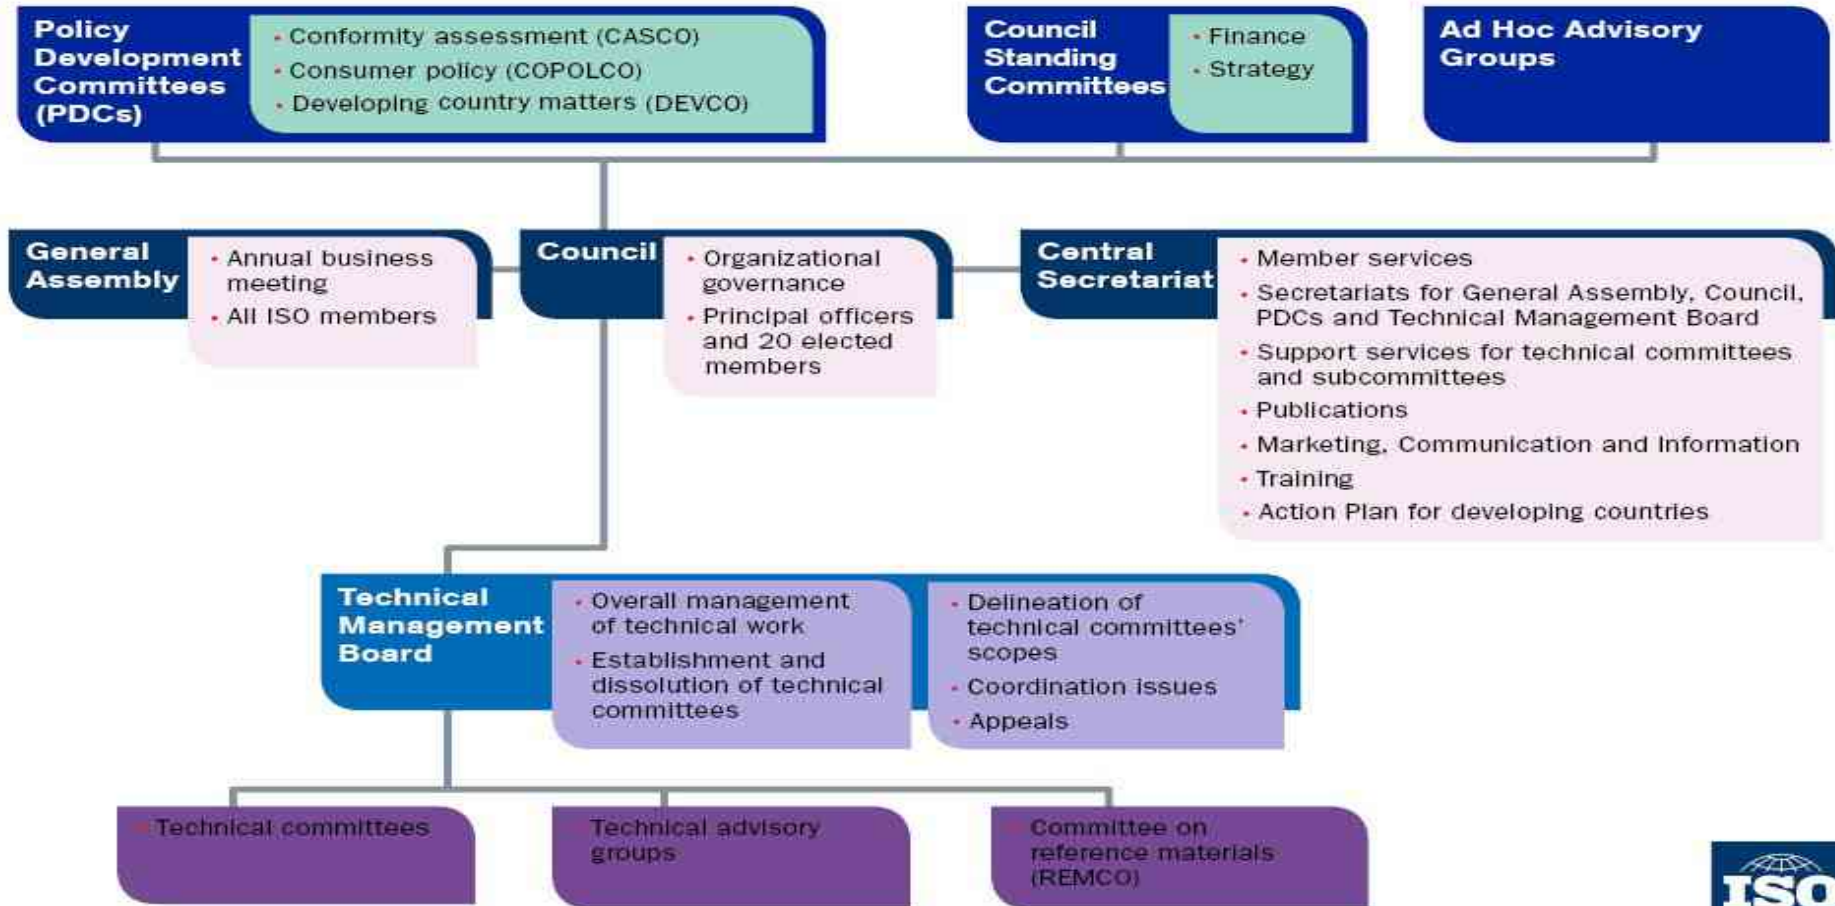 Policy
Development
Committees
(PDCs)
• Conformity assessment (CASCO)
• Consumer policy (COPOLCO)
• Developing country matters (DEVCO)
Council
Standing
Committees
• Finance
• Strategy
Ad Hoc Advisory
Groups
General
Assembly
• Annual business
meeting
• All ISO members
Council
• Organizational
governance
• Principal officers
and 20 elected
members
Central
Secretariat
• Member services
• Secretariats for General Assembly, Council,
PDCs and Technical Management Board
• Support services for technical committees
and subcommittees
• Publications
• Marketing, Communication and Information
• Training
• Action Plan for developing countries
Technical
Management
Board
• Overall management
of technical work
• Establishment and
dissolution of technical
committees
• Delineation of
technical committees'
scopes
• Coordination issues
• Appeals
• Technical committees
• Technical advisory
groups
• Committee on
reference materials
(REMCO)
ISO